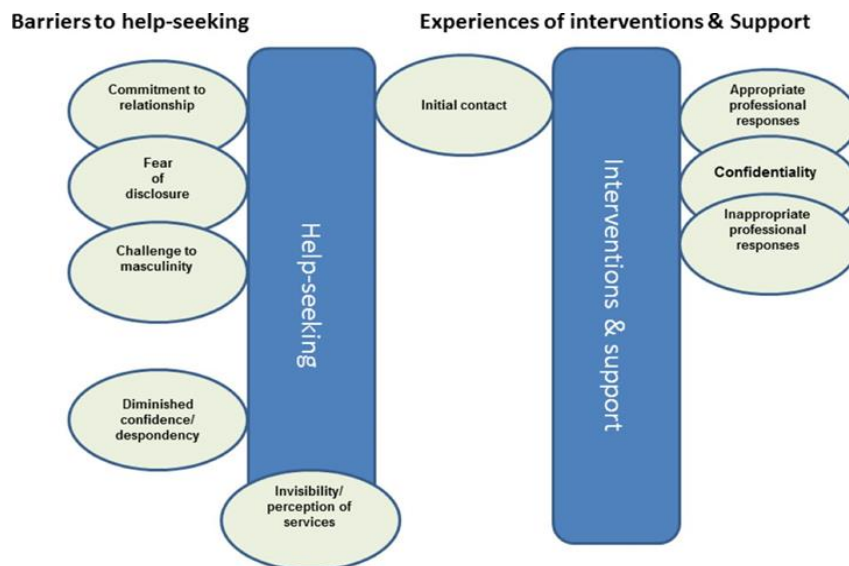 Barriers to help-seeking
Experiences of interventions & Support
Commitment to
relationship
Fear
of
disclosure
Challenge to
masculinity
Diminished
confidence/
despondency
Invisibility/
perception of
services
Help-seeking
Initial contact
Interventions & support
Appropriate
professional
responses
Confidentiality
Inappropriate
professional
responses